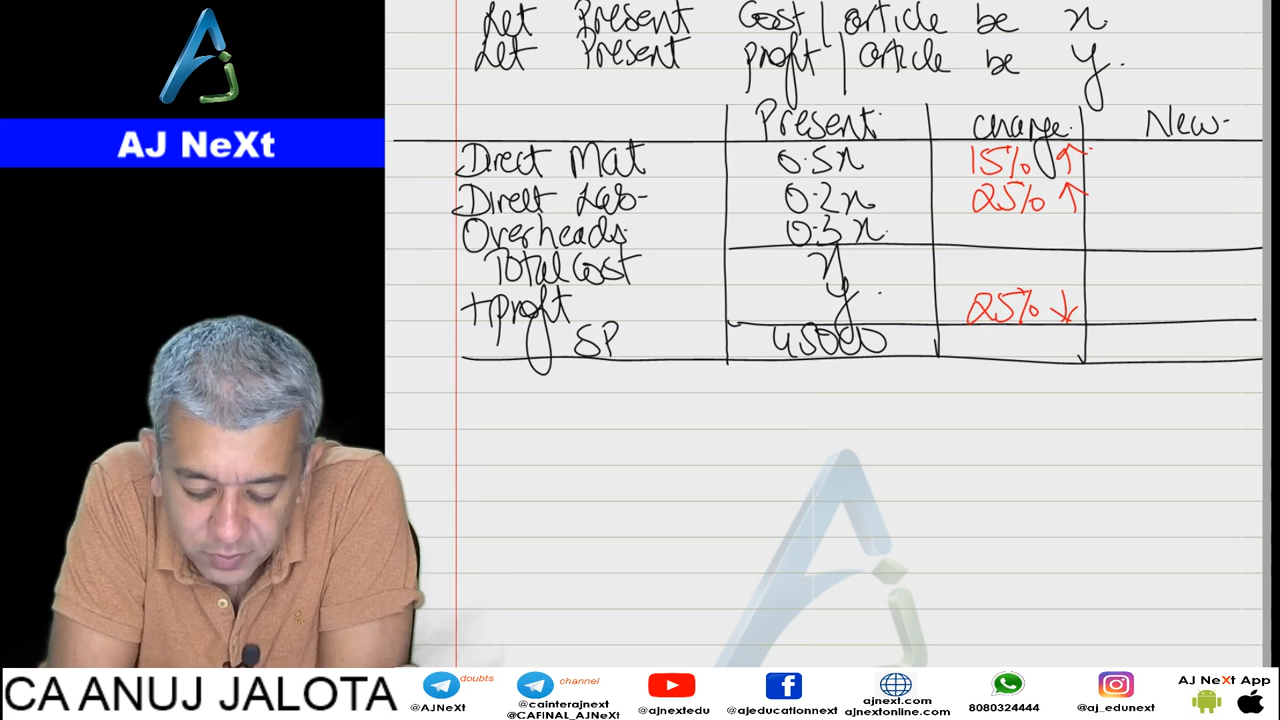 Let Present Cost | article be x
Let Present profit | article be y.
AJ NeXt
Present. change. New.
Direct Mat 0.5x 15% ↑
Direct Lab- 0.2x 25% ↑
Overheads. 0.3x.
Total Cost x
+profit y. 25% ↓
SP 45000
CA ANUJ JALOTA
doubts
@AJNeXt
channel
@cainterajnext
@CAFINAL_AJNeXt
@ajnextedu
@ajeducationnext
ajnext.com
ajnextonline.com
8080324444
@aj_edunext
AJ NeXt App